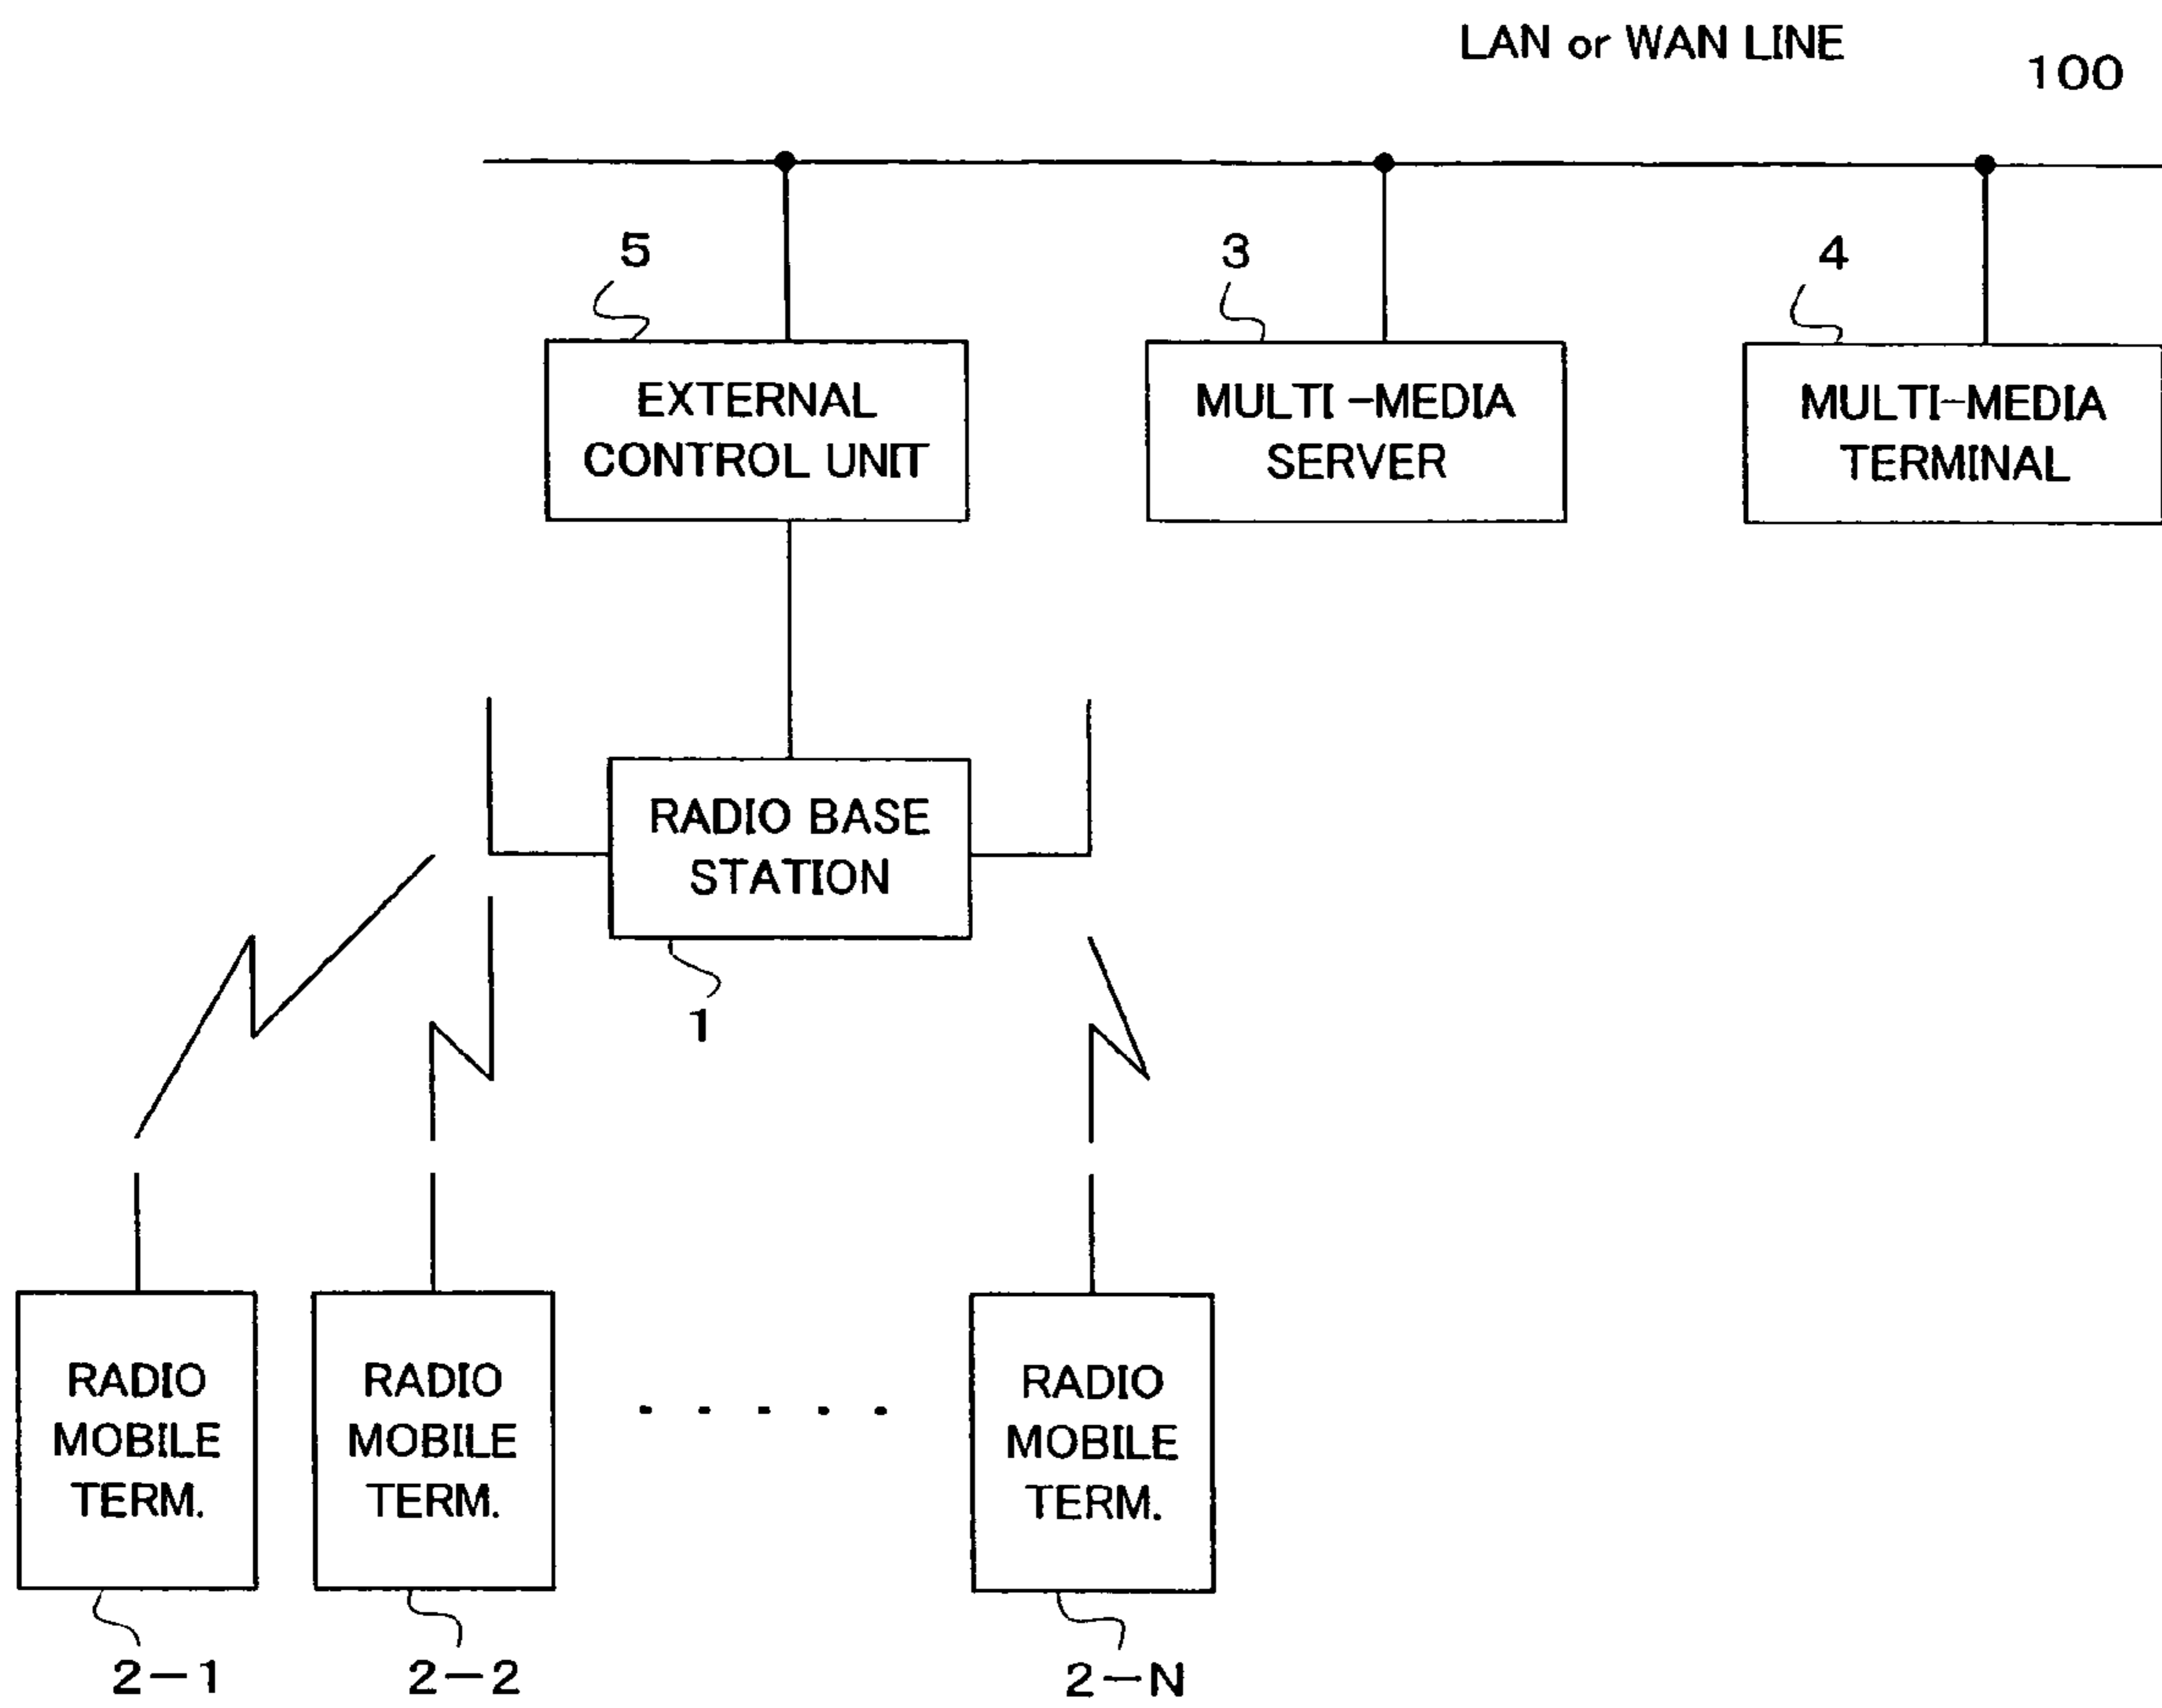 LAN or WAN LINE
100
5
3
4
EXTERNAL
CONTROL UNIT
MULTI -MEDIA
SERVER
MULTI-MEDIA
TERMINAL
RADIO BASE
STATION
1
RADIO
MOBILE
TERM.
RADIO
MOBILE
TERM.
. . . . .
RADIO
MOBILE
TERM.
2-1
2-2
2-N